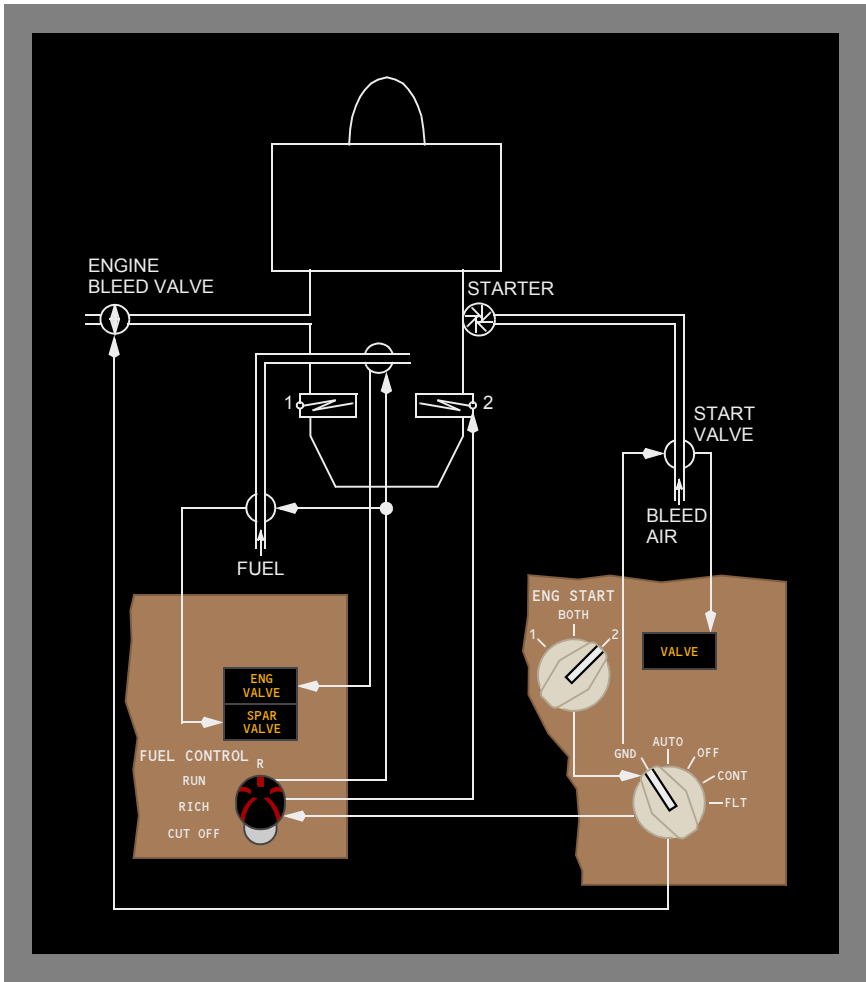 ENGINE
BLEED VALVE
STARTER
1
2
START
VALVE
BLEED
AIR
FUEL
ENG START
BOTH
1
2
VALVE
ENG
VALVE
SPAR
VALVE
FUEL CONTROL
R
RUN
RICH
CUT OFF
AUTO
GND
OFF
CONT
FLT